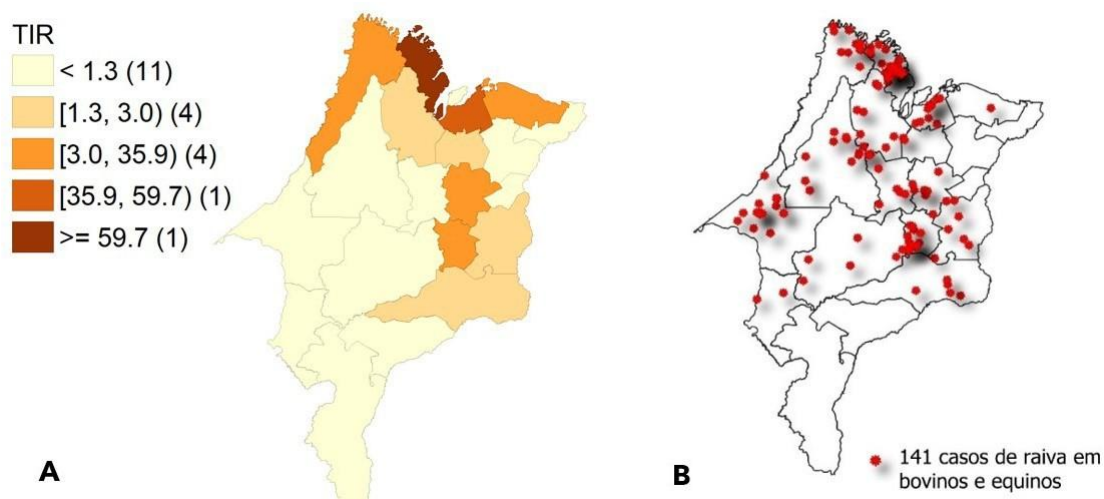 TIR
< 1.3 (11)
[1.3, 3.0) (4)
[3.0, 35.9) (4)
[35.9, 59.7) (1)
>= 59.7 (1)
A
B
141 casos de raiva em
bovinos e equinos